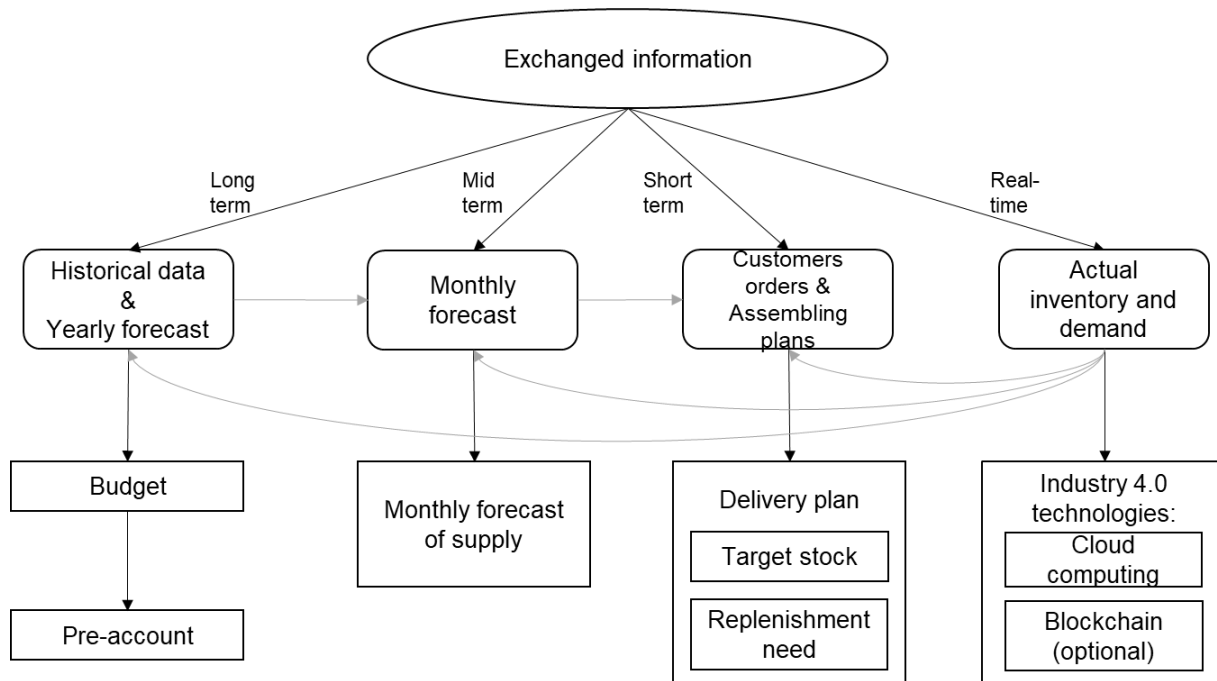 Exchanged information
Long
term
Mid
term
Short
term
Real-
time
Historical data
&
Yearly forecast
Monthly
forecast
Customers
orders &
Assembling
plans
Actual
inventory and
demand
Budget
Pre-account
Monthly forecast
of supply
Delivery plan
Target stock
Replenishment
need
Industry 4.0
technologies:
Cloud
computing
Blockchain
(optional)